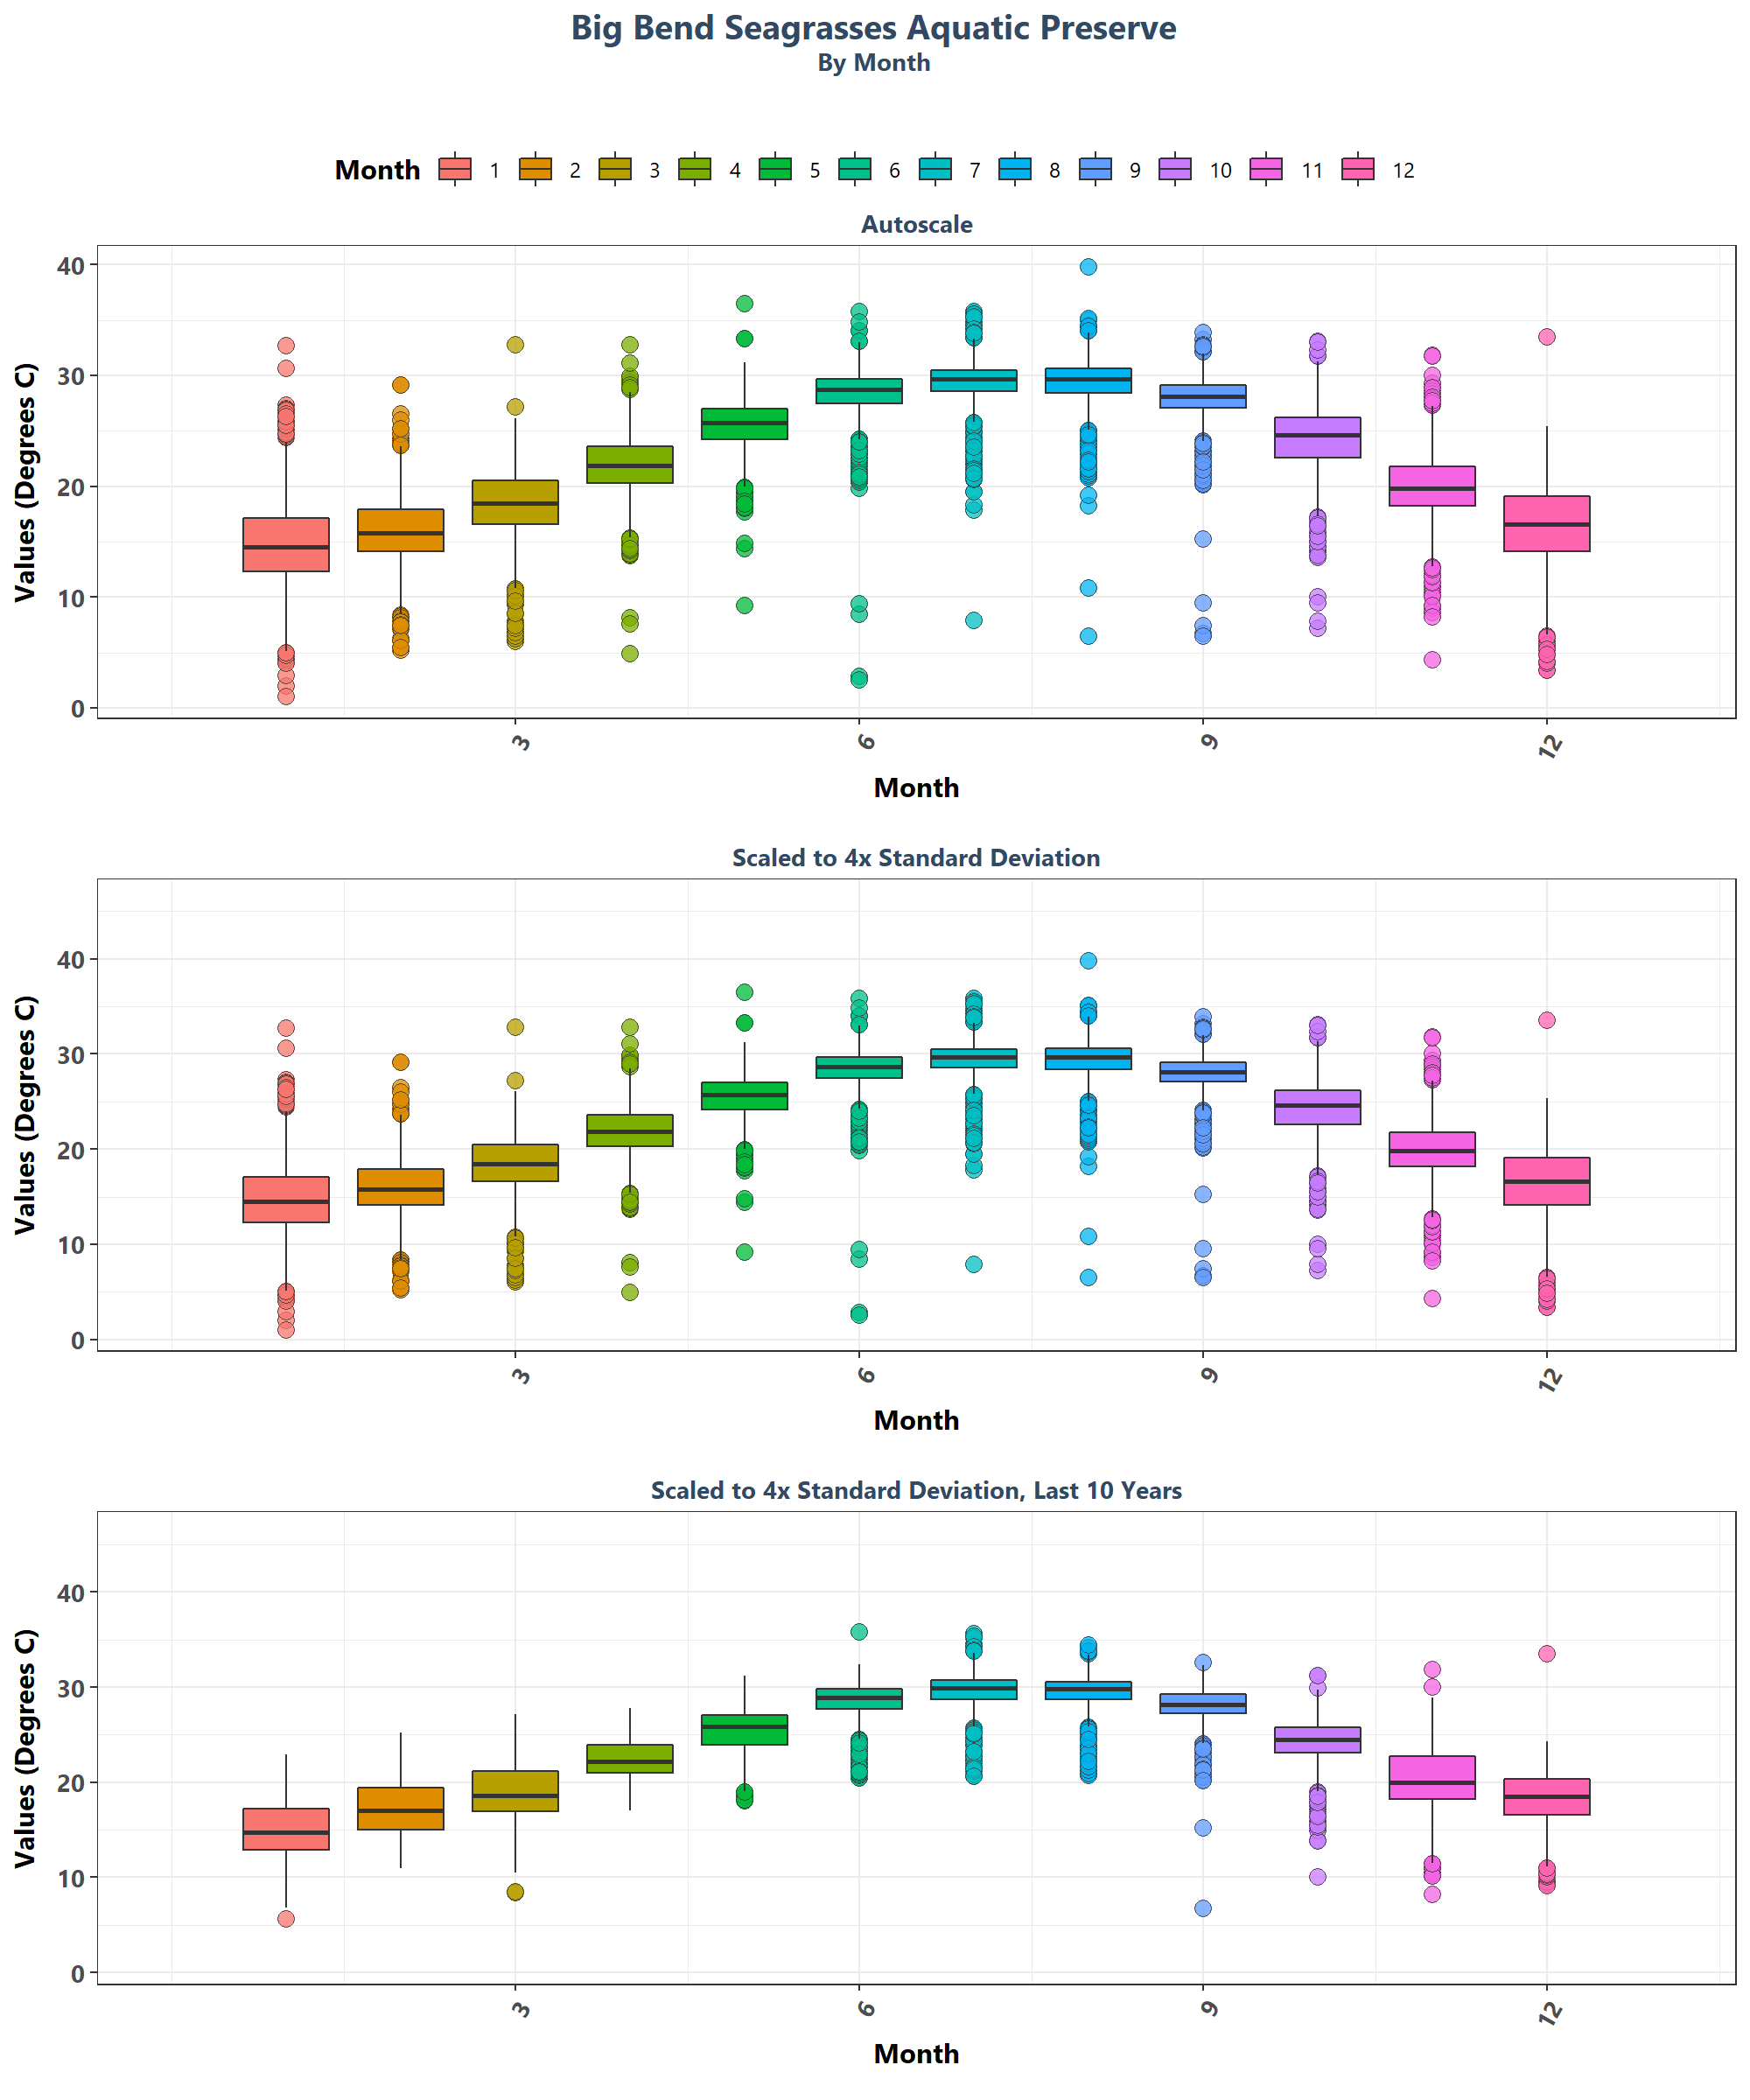 Big Bend Seagrasses Aquatic Preserve
By Month
Month 1 2 3 4 5 6 7 8 9 10 11 12
Autoscale
Values (Degrees C)
40
30
20
10
0
3 6 9 12
Month
Scaled to 4x Standard Deviation
Values (Degrees C)
40
30
20
10
0
3 6 9 12
Month
Scaled to 4x Standard Deviation, Last 10 Years
Values (Degrees C)
40
30
20
10
0
3 6 9 12
Month